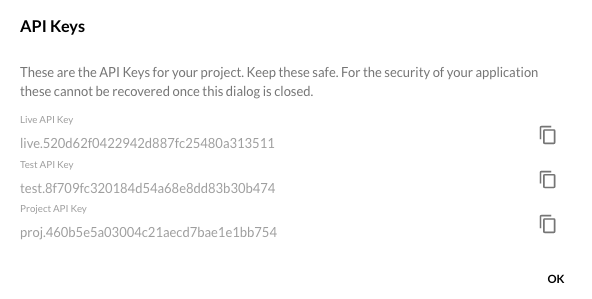 API Keys
These are the API Keys for your project. Keep these safe. For the security of your application
these cannot be recovered once this dialog is closed.
Live API Key
live.520d62f0422942d887fc25480a313511
Test API Key
test.8f709fc320184d54a68e8dd83b30b474
Project API Key
proj.460b5e5a03004c21aecd7bae1e1bb754
OK